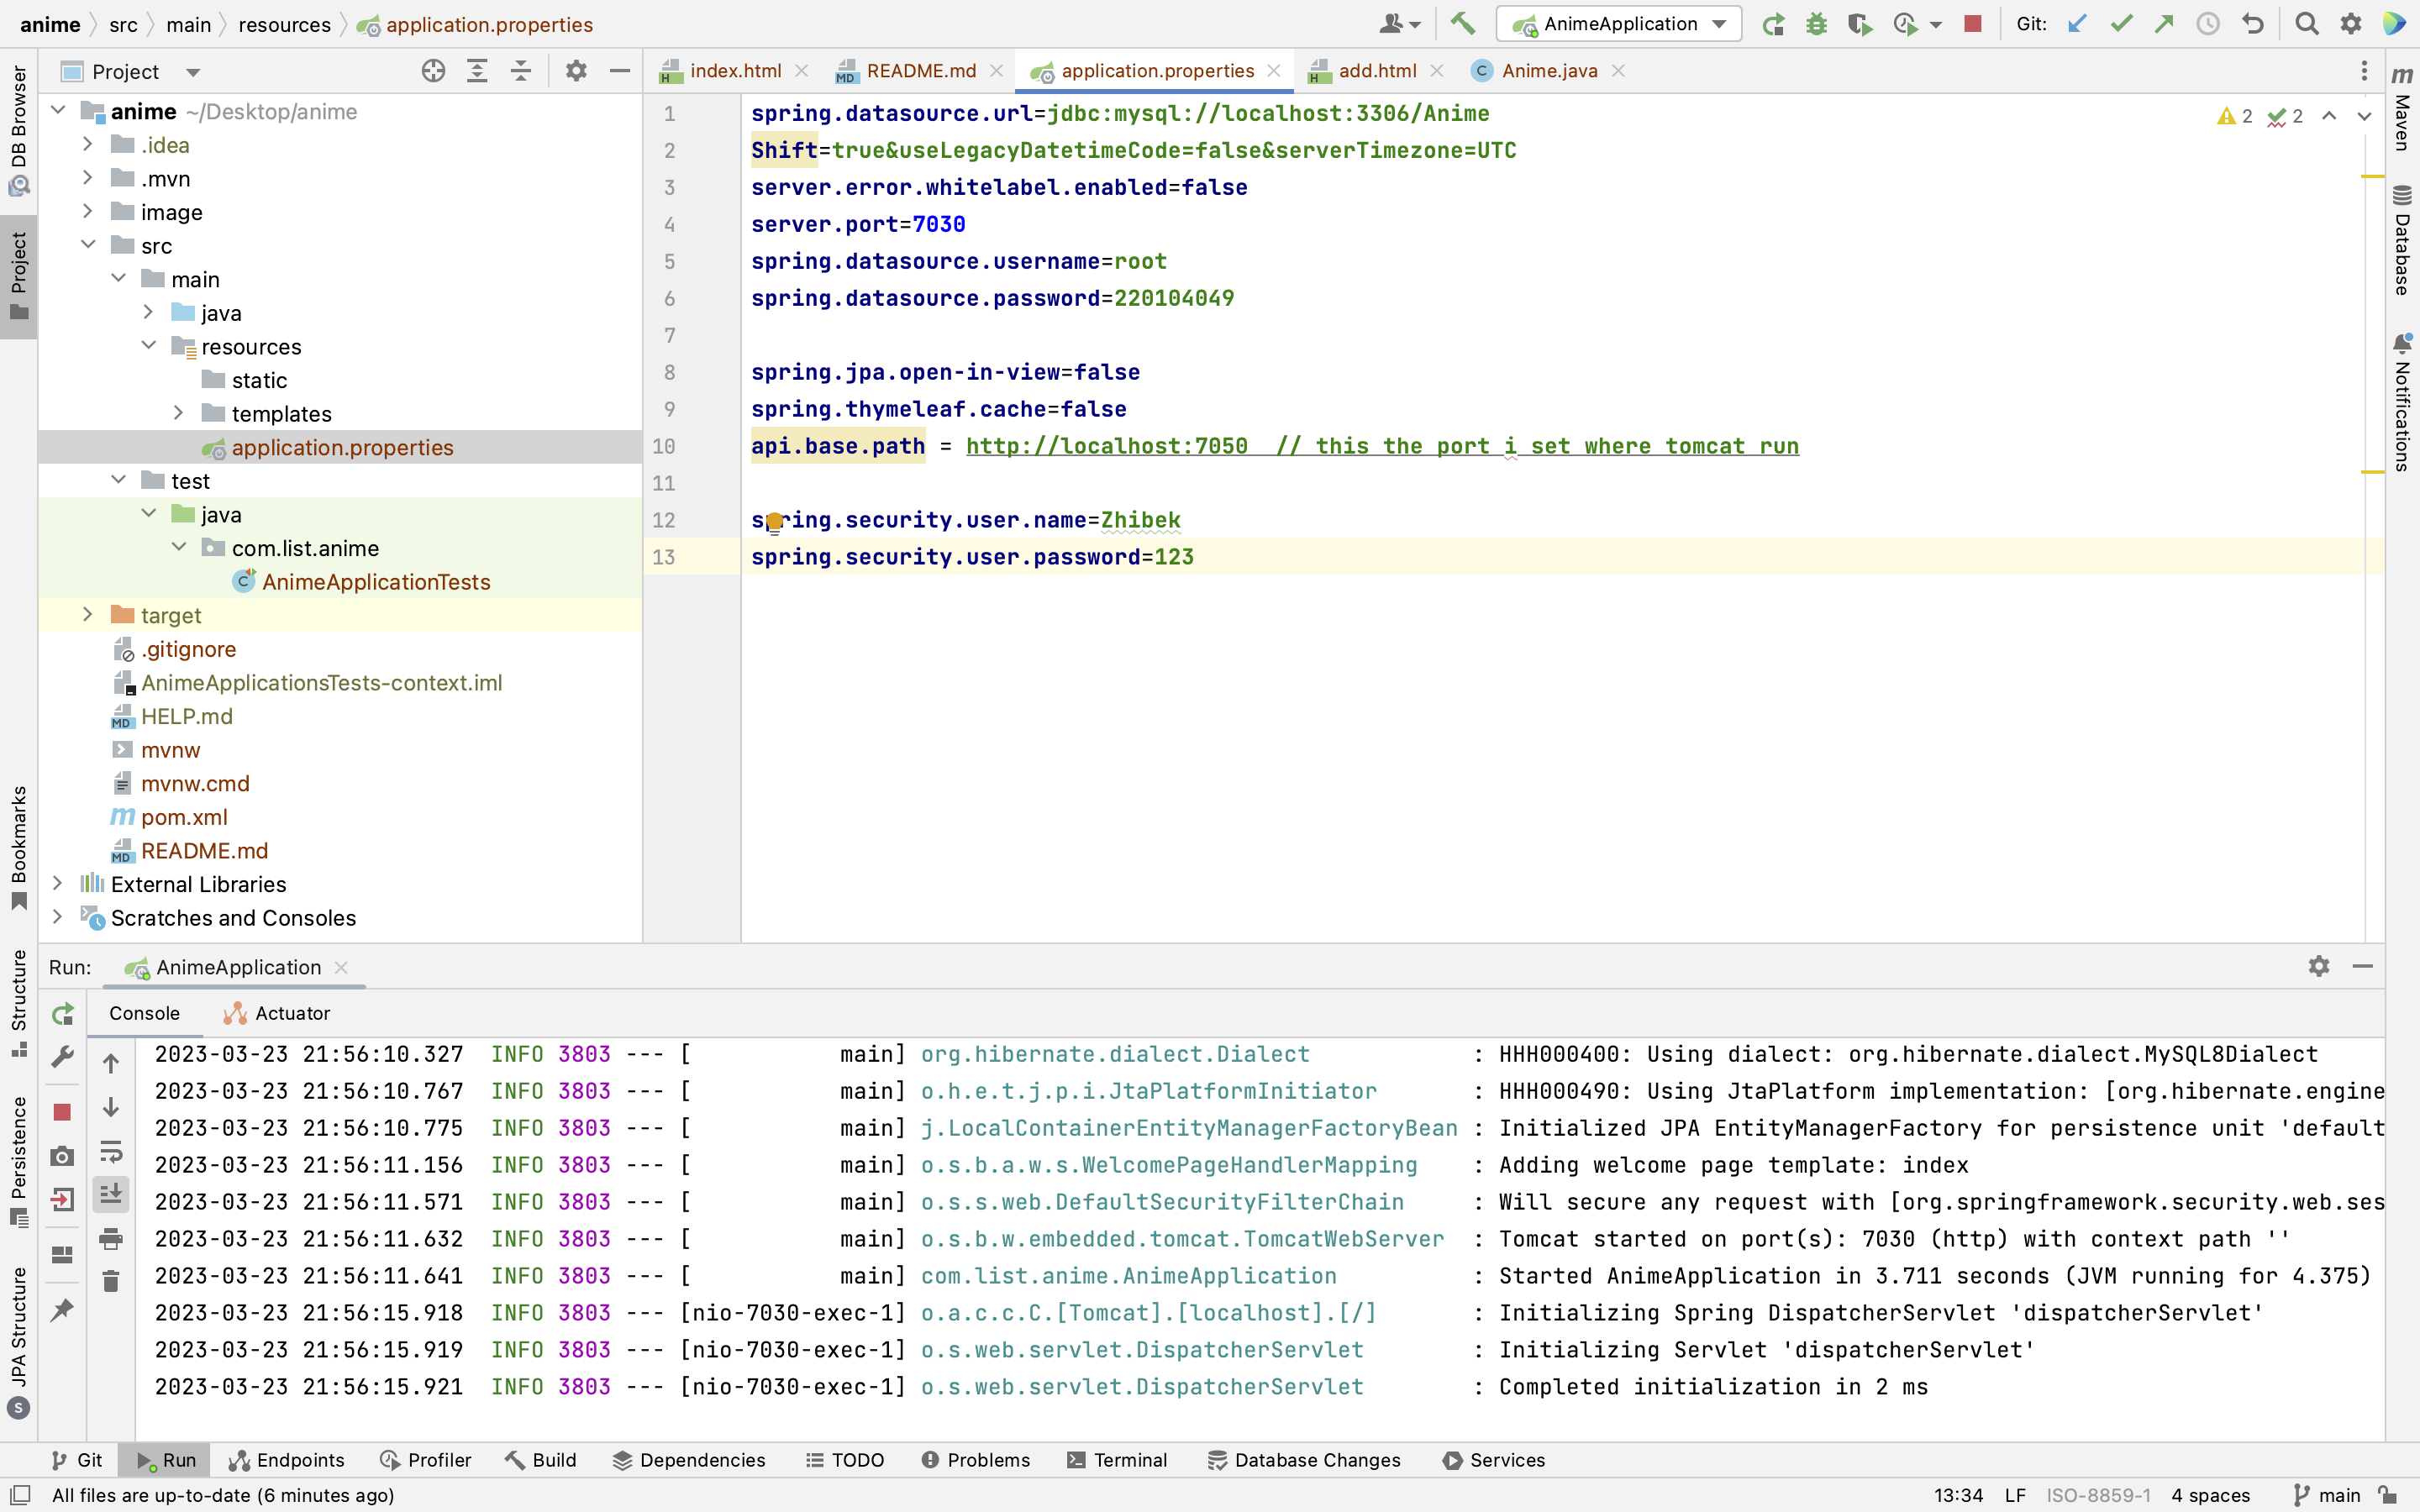 anime src main resources application.properties AnimeApplication Git:
Project
index.html README.md application.properties add.html Anime.java
DB Browser
Project
Bookmarks
Structure
Persistence
JPA Structure
anime ~/Desktop/anime
.idea
.mvn
image
src
main
java
resources
static
templates
application.properties
test
java
com.list.anime
AnimeApplicationTests
target
.gitignore
AnimeApplicationsTests-context.iml
HELP.md
mvnw
mvnw.cmd
pom.xml
README.md
External Libraries
Scratches and Consoles
1 spring.datasource.url=jdbc:mysql://localhost:3306/Anime
2 Shift=true&useLegacyDatetimeCode=false&serverTimezone=UTC
3 server.error.whitelabel.enabled=false
4 server.port=7030
5 spring.datasource.username=root
6 spring.datasource.password=220104049
7
8 spring.jpa.open-in-view=false
9 spring.thymeleaf.cache=false
10 api.base.path = http://localhost:7050  // this the port i set where tomcat run
11
12 spring.security.user.name=Zhibek
13 spring.security.user.password=123
2 2
Maven
Database
Notifications
Run: AnimeApplication
Console Actuator
2023-03-23 21:56:10.327  INFO 3803 --- [           main] org.hibernate.dialect.Dialect            : HHH000400: Using dialect: org.hibernate.dialect.MySQL8Dialect
2023-03-23 21:56:10.767  INFO 3803 --- [           main] o.h.e.t.j.p.i.JtaPlatformInitiator       : HHH000490: Using JtaPlatform implementation: [org.hibernate.engine
2023-03-23 21:56:10.775  INFO 3803 --- [           main] j.LocalContainerEntityManagerFactoryBean : Initialized JPA EntityManagerFactory for persistence unit 'default
2023-03-23 21:56:11.156  INFO 3803 --- [           main] o.s.b.a.w.s.WelcomePageHandlerMapping    : Adding welcome page template: index
2023-03-23 21:56:11.571  INFO 3803 --- [           main] o.s.s.web.DefaultSecurityFilterChain     : Will secure any request with [org.springframework.security.web.ses
2023-03-23 21:56:11.632  INFO 3803 --- [           main] o.s.b.w.embedded.tomcat.TomcatWebServer  : Tomcat started on port(s): 7030 (http) with context path ''
2023-03-23 21:56:11.641  INFO 3803 --- [           main] com.list.anime.AnimeApplication          : Started AnimeApplication in 3.711 seconds (JVM running for 4.375)
2023-03-23 21:56:15.918  INFO 3803 --- [nio-7030-exec-1] o.a.c.c.C.[Tomcat].[localhost].[/]       : Initializing Spring DispatcherServlet 'dispatcherServlet'
2023-03-23 21:56:15.919  INFO 3803 --- [nio-7030-exec-1] o.s.web.servlet.DispatcherServlet        : Initializing Servlet 'dispatcherServlet'
2023-03-23 21:56:15.921  INFO 3803 --- [nio-7030-exec-1] o.s.web.servlet.DispatcherServlet        : Completed initialization in 2 ms
Git Run Endpoints Profiler Build Dependencies TODO Problems Terminal Database Changes Services
All files are up-to-date (6 minutes ago) 13:34 LF ISO-8859-1 4 spaces main